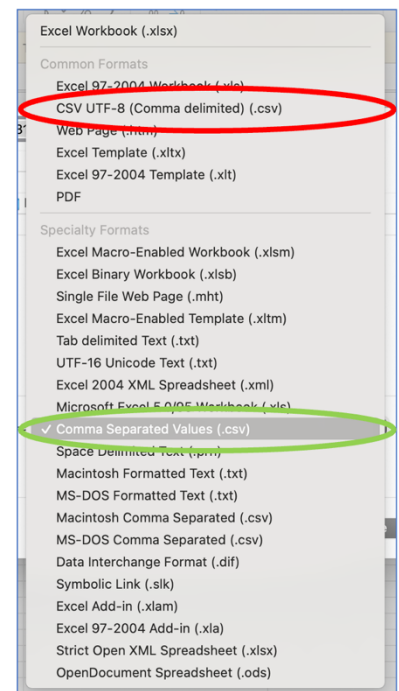 Excel Workbook (.xlsx)
Common Formats
Excel 97-2004 Workbook (.xls)
CSV UTF-8 (Comma delimited) (.csv)
Web Page (.htm)
Excel Template (.xltx)
Excel 97-2004 Template (.xlt)
PDF
Specialty Formats
Excel Macro-Enabled Workbook (.xlsm)
Excel Binary Workbook (.xlsb)
Single File Web Page (.mht)
Excel Macro-Enabled Template (.xltm)
Tab delimited Text (.txt)
UTF-16 Unicode Text (.txt)
Excel 2004 XML Spreadsheet (.xml)
Microsoft Excel 5.0/95 Workbook (.xls)
✓ Comma Separated Values (.csv)
Space Delimited Text (.prn)
Macintosh Formatted Text (.txt)
MS-DOS Formatted Text (.txt)
Macintosh Comma Separated (.csv)
MS-DOS Comma Separated (.csv)
Data Interchange Format (.dif)
Symbolic Link (.slk)
Excel Add-in (.xlam)
Excel 97-2004 Add-in (.xla)
Strict Open XML Spreadsheet (.xlsx)
OpenDocument Spreadsheet (.ods)